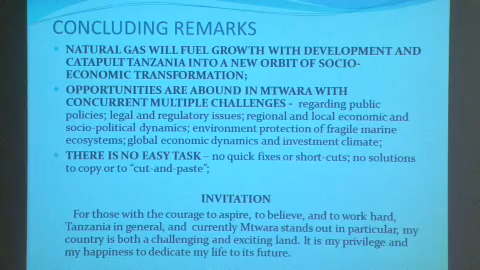 CONCLUDING REMARKS
• NATURAL GAS WILL FUEL GROWTH WITH DEVELOPMENT AND
CATAPULT TANZANIA INTO A NEW ORBIT OF SOCIO-
ECONOMIC TRANSFORMATION;
• OPPORTUNITIES ARE ABOUND IN MTWARA WITH
CONCURRENT MULTIPLE CHALLENGES - regarding public
policies; legal and regulatory issues; regional and local economic and
socio-political dynamics; environment protection of fragile marine
ecosystems; global economic dynamics and investment climate;
• THERE IS NO EASY TASK – no quick fixes or short-cuts; no solutions
to copy or to “cut-and-paste”;
INVITATION
For those with the courage to aspire, to believe, and to work hard,
Tanzania in general, and currently Mtwara stands out in particular, my
country is both a challenging and exciting land. It is my privilege and
my happiness to dedicate my life to its future.